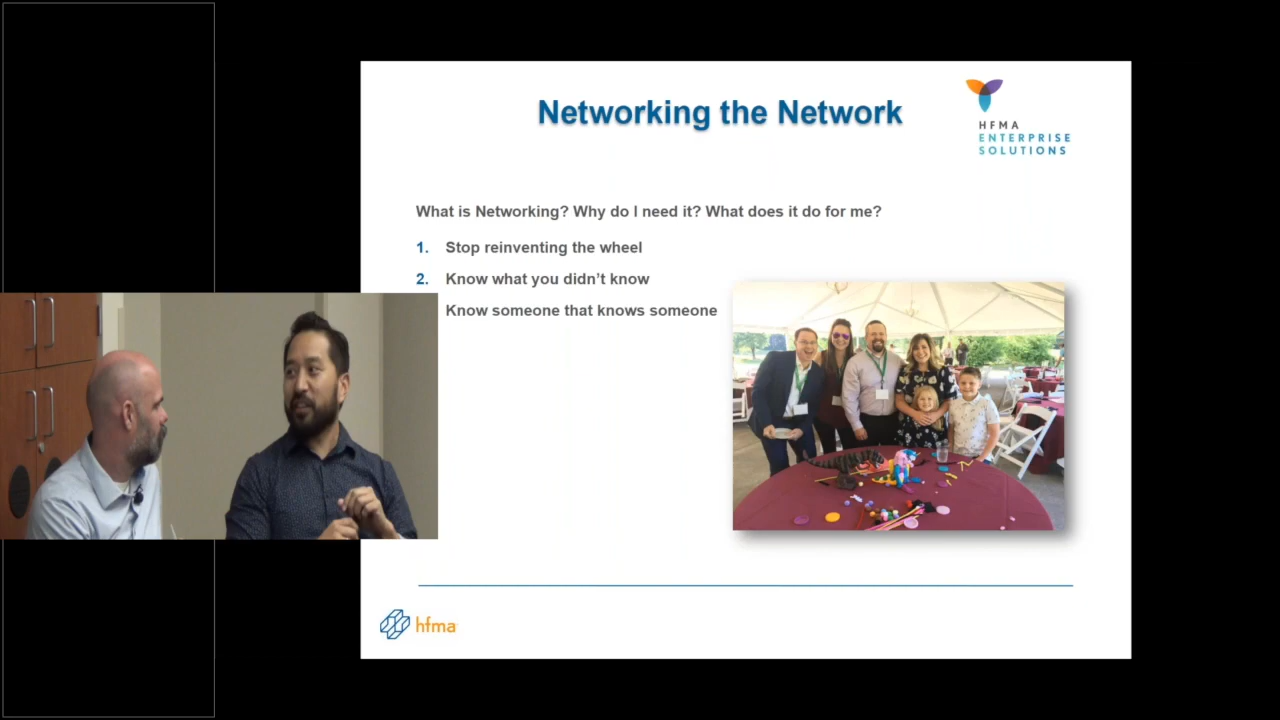 Networking the Network
HFMA
ENTERPRISE
SOLUTIONS
What is Networking? Why do I need it? What does it do for me?
1. Stop reinventing the wheel
2. Know what you didn’t know
Know someone that knows someone
hfma